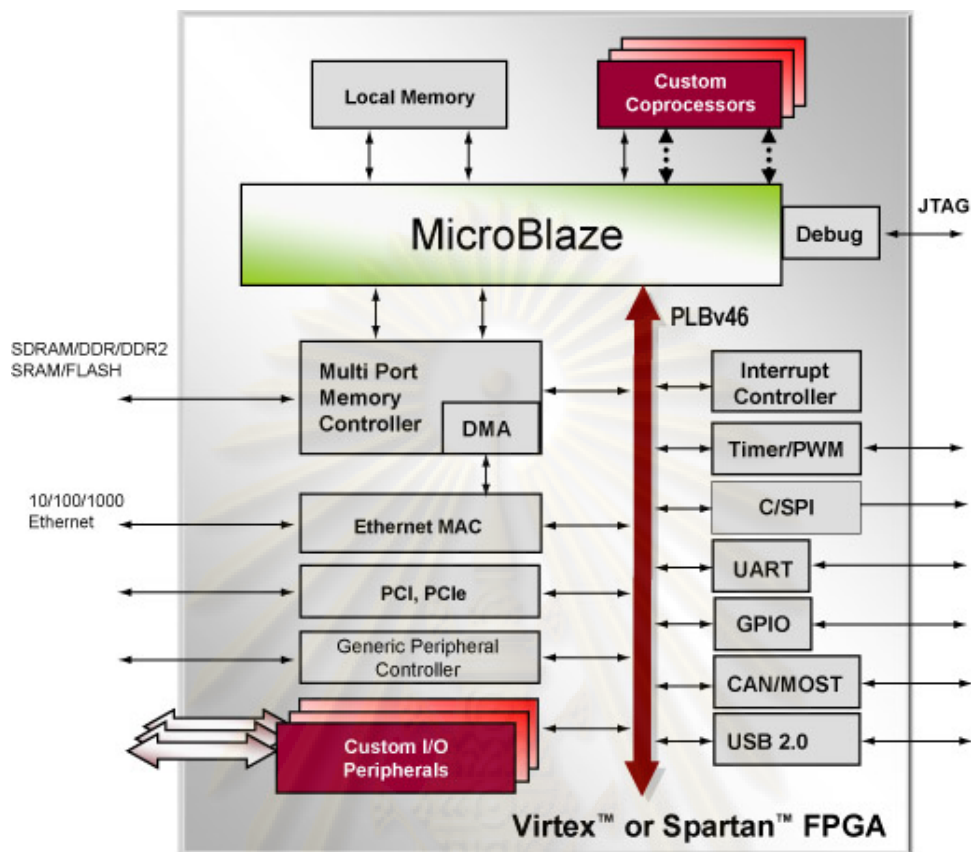 Local Memory
Custom
Coprocessors
MicroBlaze
Debug
JTAG
PLBv46
SDRAM/DDR/DDR2
SRAM/FLASH
Multi Port
Memory
Controller
DMA
Interrupt
Controller
Timer/PWM
10/100/1000
Ethernet
Ethernet MAC
C/SPI
PCI, PCIe
UART
Generic Peripheral
Controller
GPIO
CAN/MOST
Custom I/O
Peripherals
USB 2.0
Virtex™ or Spartan™ FPGA